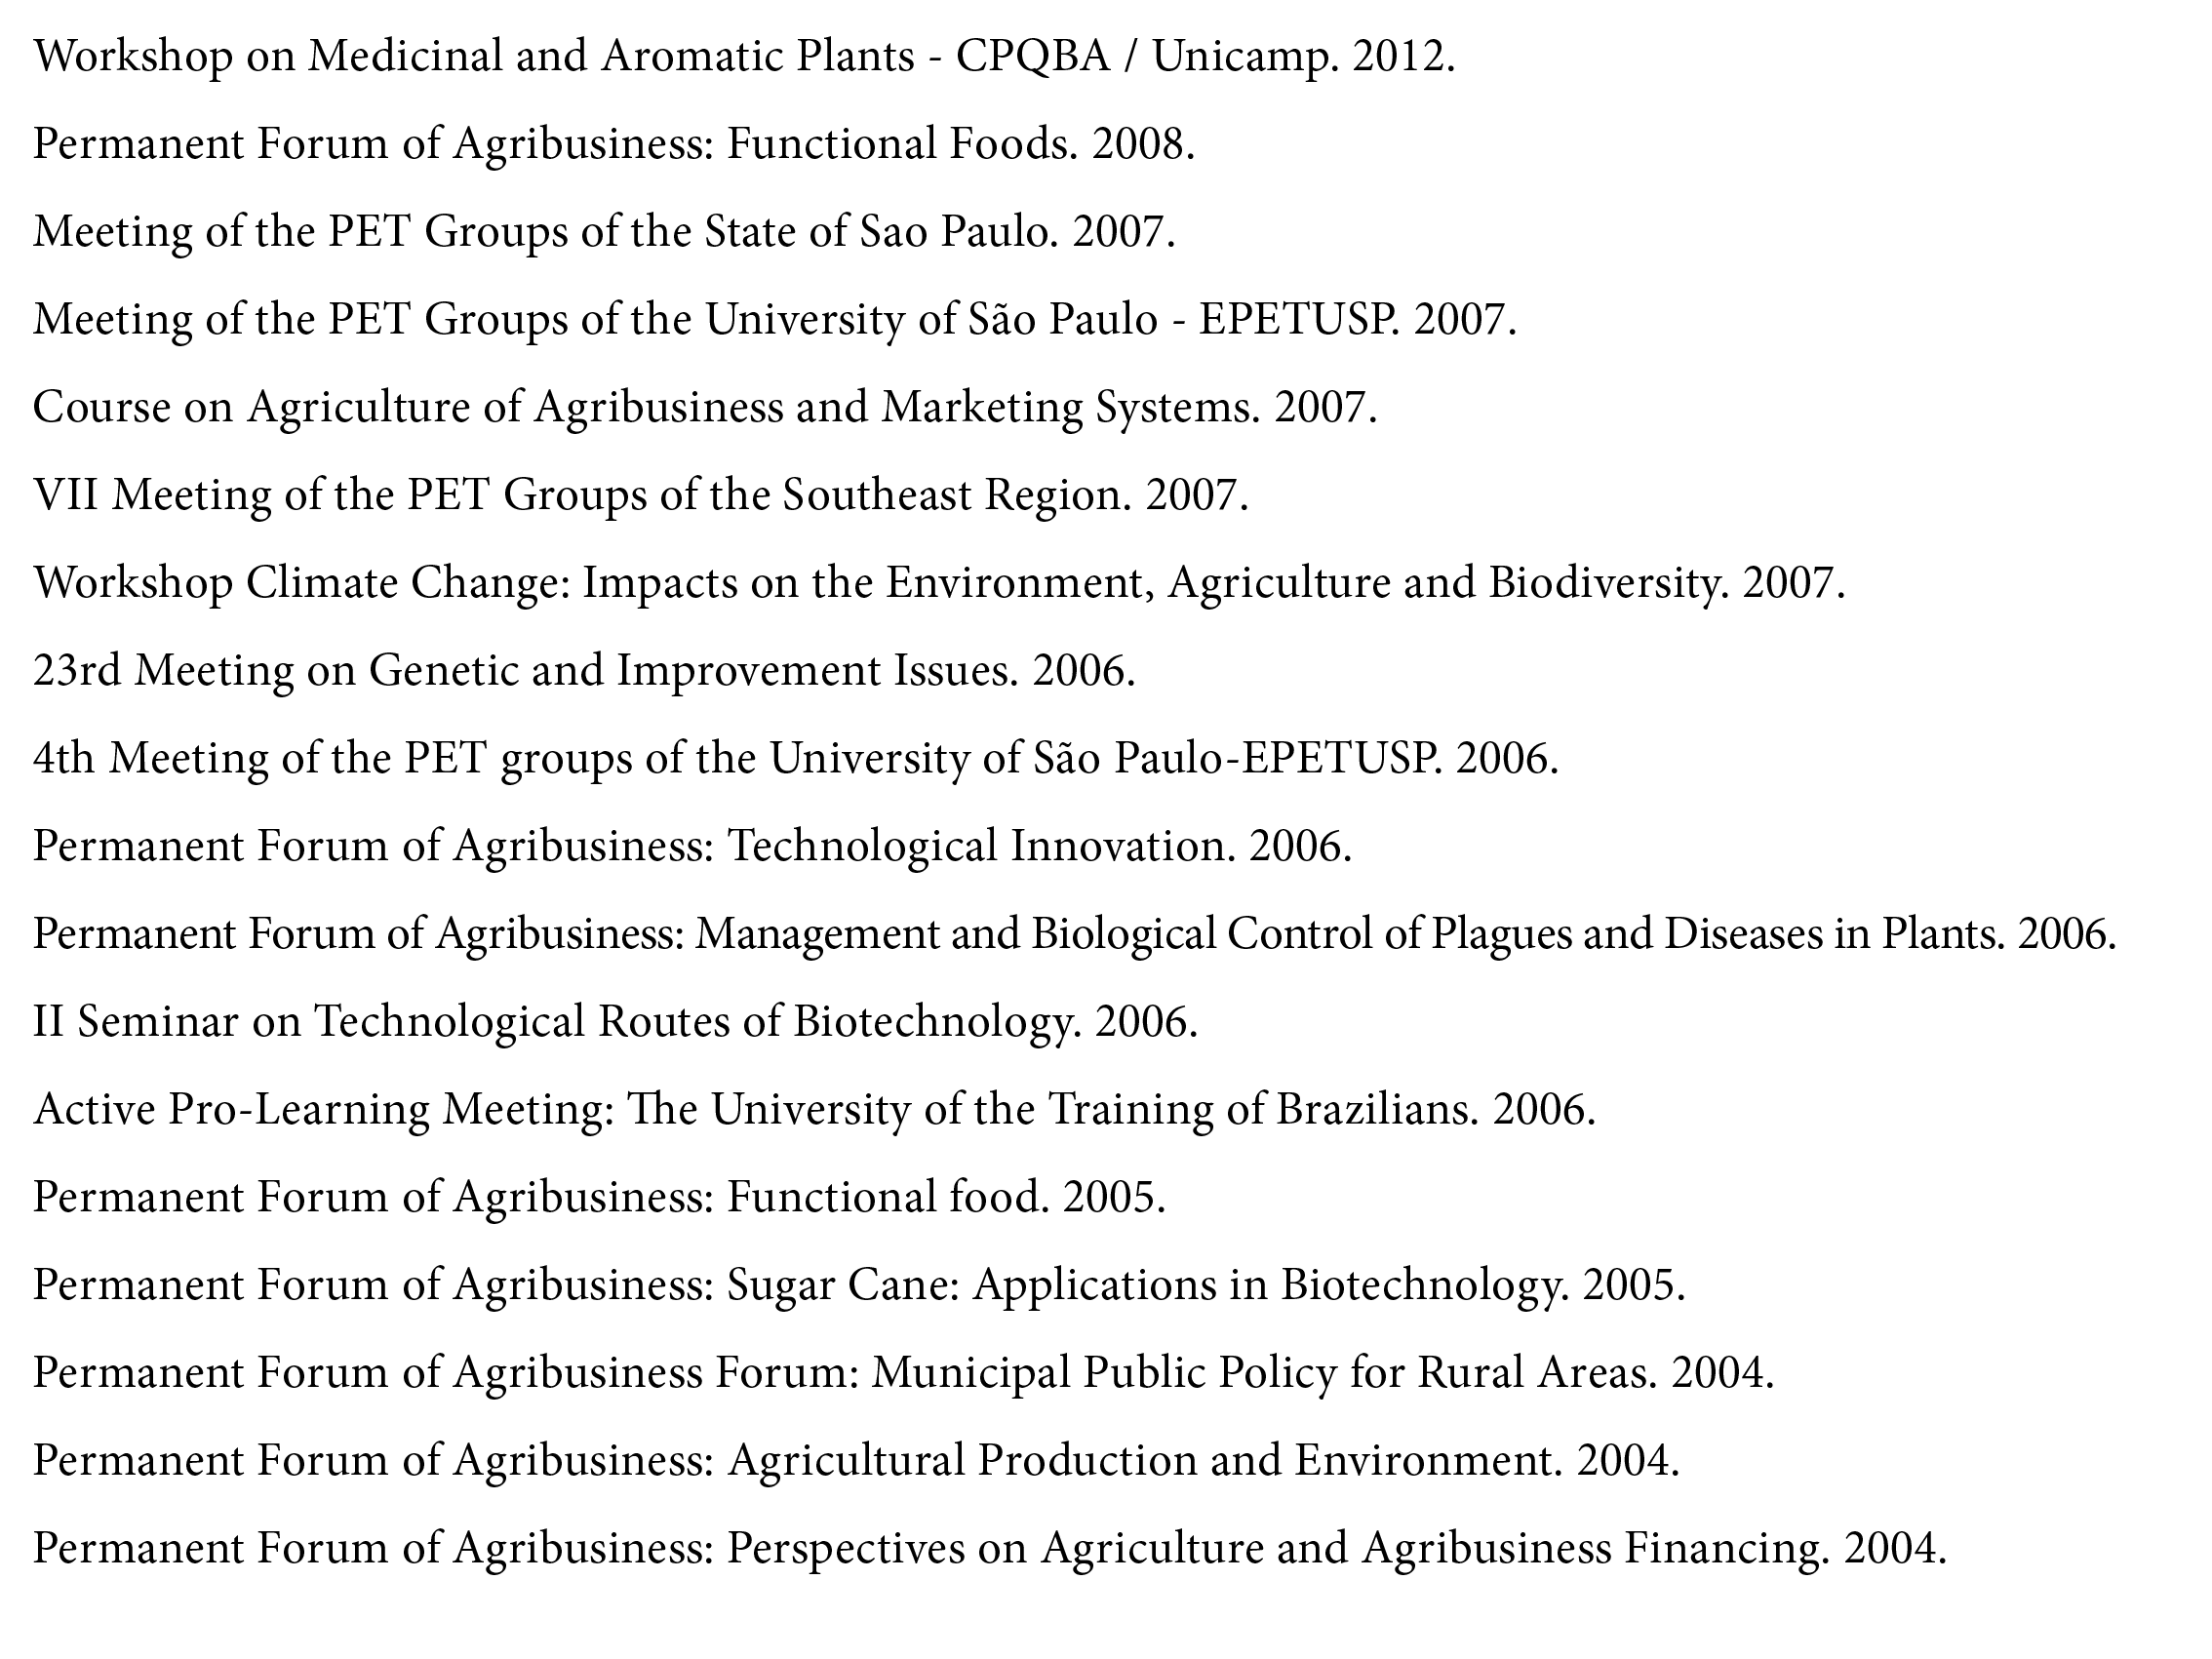 Workshop on Medicinal and Aromatic Plants - CPQBA / Unicamp. 2012.
Permanent Forum of Agribusiness: Functional Foods. 2008.
Meeting of the PET Groups of the State of Sao Paulo. 2007.
Meeting of the PET Groups of the University of São Paulo - EPETUSP. 2007.
Course on Agriculture of Agribusiness and Marketing Systems. 2007.
VII Meeting of the PET Groups of the Southeast Region. 2007.
Workshop Climate Change: Impacts on the Environment, Agriculture and Biodiversity. 2007.
23rd Meeting on Genetic and Improvement Issues. 2006.
4th Meeting of the PET groups of the University of São Paulo-EPETUSP. 2006.
Permanent Forum of Agribusiness: Technological Innovation. 2006.
Permanent Forum of Agribusiness: Management and Biological Control of Plagues and Diseases in Plants. 2006.
II Seminar on Technological Routes of Biotechnology. 2006.
Active Pro-Learning Meeting: The University of the Training of Brazilians. 2006.
Permanent Forum of Agribusiness: Functional food. 2005.
Permanent Forum of Agribusiness: Sugar Cane: Applications in Biotechnology. 2005.
Permanent Forum of Agribusiness Forum: Municipal Public Policy for Rural Areas. 2004.
Permanent Forum of Agribusiness: Agricultural Production and Environment. 2004.
Permanent Forum of Agribusiness: Perspectives on Agriculture and Agribusiness Financing. 2004.